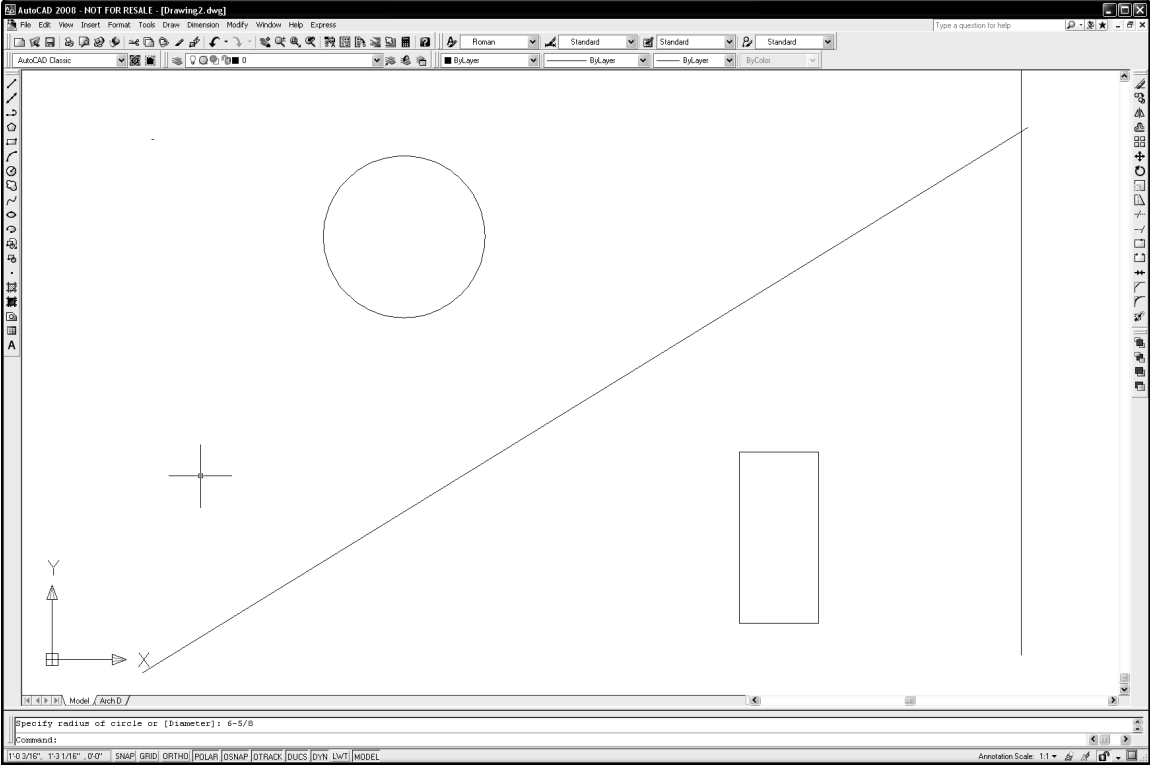 AutoCAD 2008 - NOT FOR RESALE - [Drawing2.dwg]
File Edit View Insert Format Tools Draw Dimension Modify Window Help Express
Type a question for help
Roman Standard Standard Standard
AutoCAD Classic 0 ByLayer ByLayer ByLayer ByColor
A
Y
X
Model Arch D
Specify radius of circle or [Diameter]: 6-5/8
Command:
1'-0 3/16", 1'-3 1/16" , 0'-0" SNAP GRID ORTHO POLAR OSNAP OTRACK DUCS DYN LWT MODEL Annotation Scale: 1:1